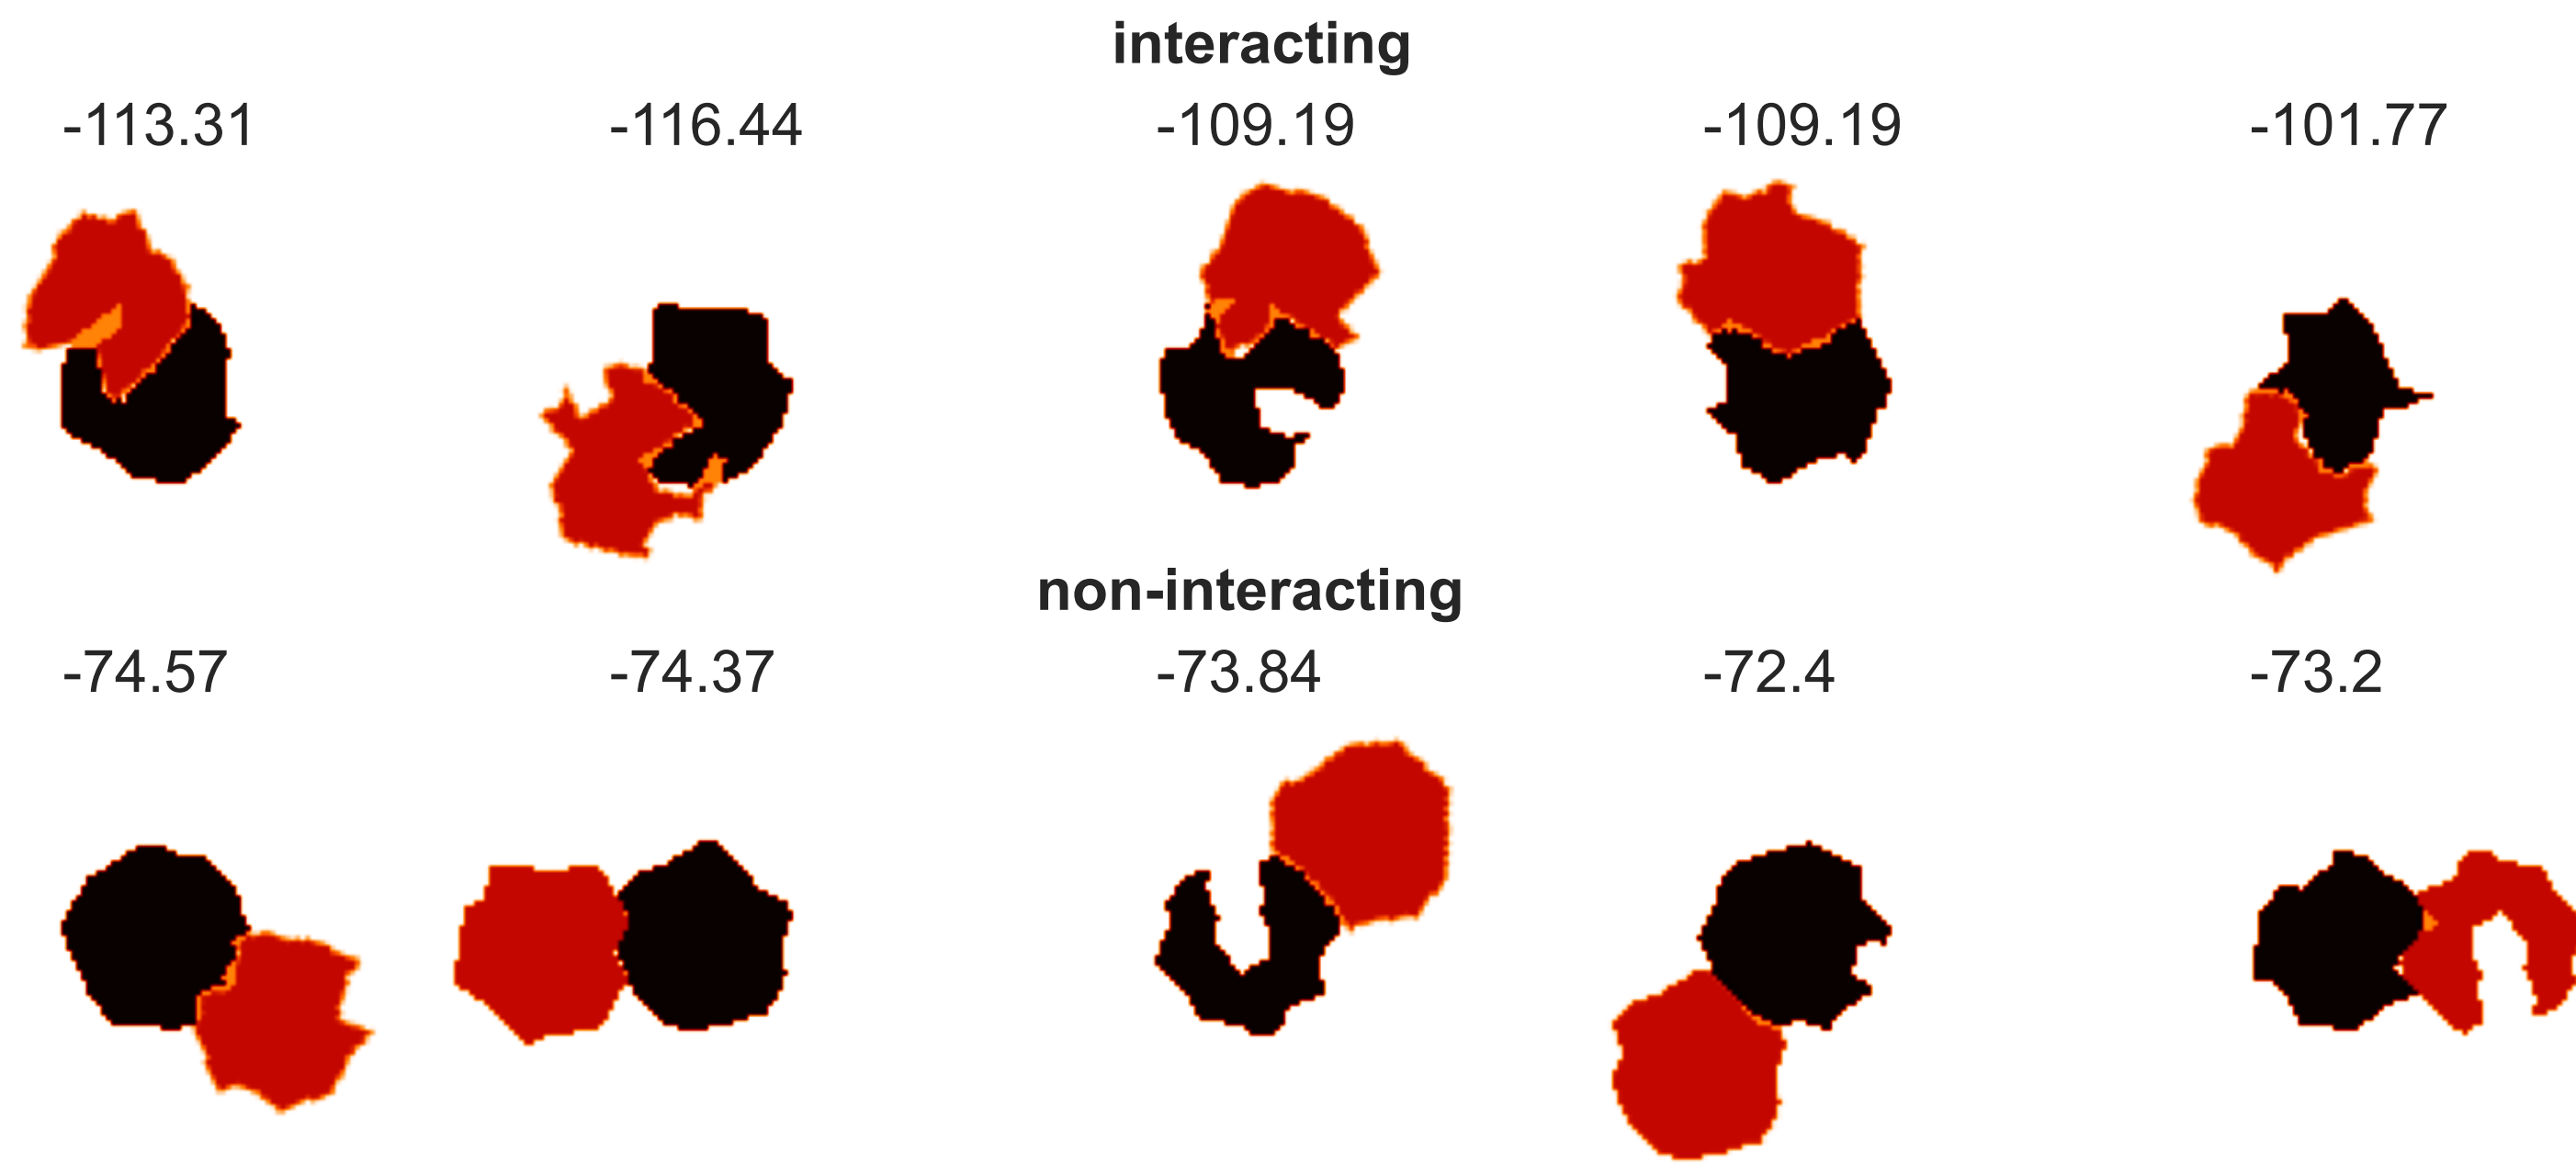 interacting
-113.31 -116.44 -109.19 -109.19 -101.77
non-interacting
-74.57 -74.37 -73.84 -72.4 -73.2